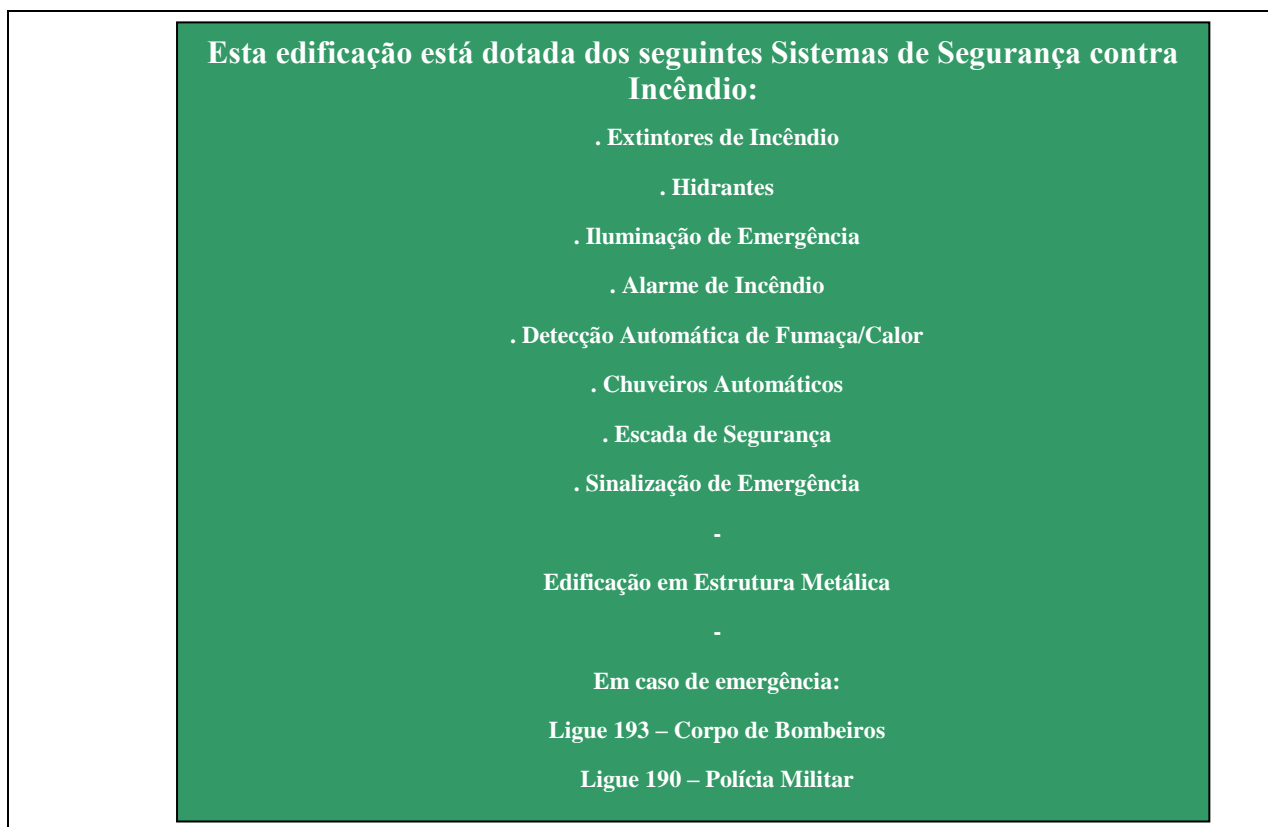 Esta edificação está dotada dos seguintes Sistemas de Segurança contra
Incêndio:
. Extintores de Incêndio
. Hidrantes
. Iluminação de Emergência
. Alarme de Incêndio
. Detecção Automática de Fumaça/Calor
. Chuveiros Automáticos
. Escada de Segurança
. Sinalização de Emergência
-
Edificação em Estrutura Metálica
-
Em caso de emergência:
Ligue 193 – Corpo de Bombeiros
Ligue 190 – Polícia Militar